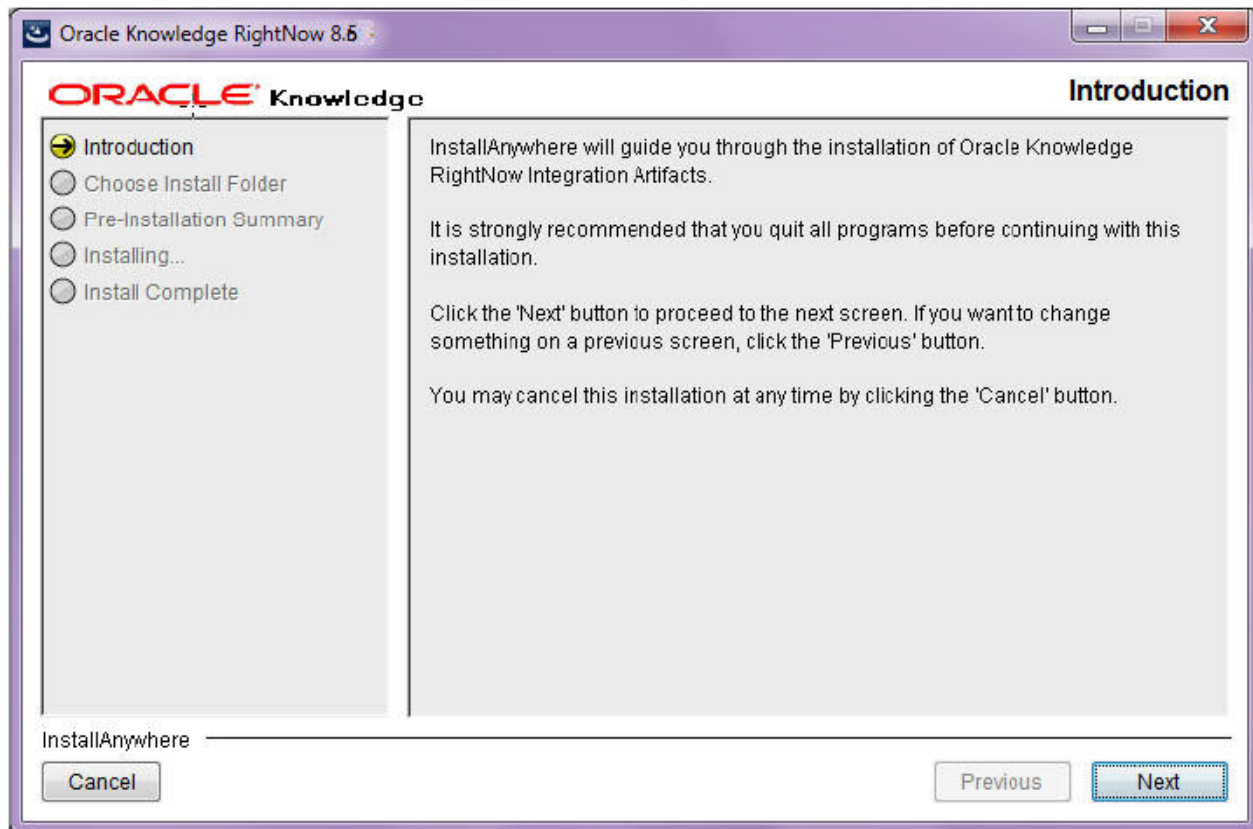 Oracle Knowledge RightNow 8.6
ORACLE Knowledge
Introduction
Introduction
Choose Install Folder
Pre-Installation Summary
Installing...
Install Complete
InstallAnywhere will guide you through the installation of Oracle Knowledge
RightNow Integration Artifacts.
It is strongly recommended that you quit all programs before continuing with this
installation.
Click the 'Next' button to proceed to the next screen. If you want to change
something on a previous screen, click the 'Previous' button.
You may cancel this installation at any time by clicking the 'Cancel' button.
InstallAnywhere
Cancel
Previous
Next